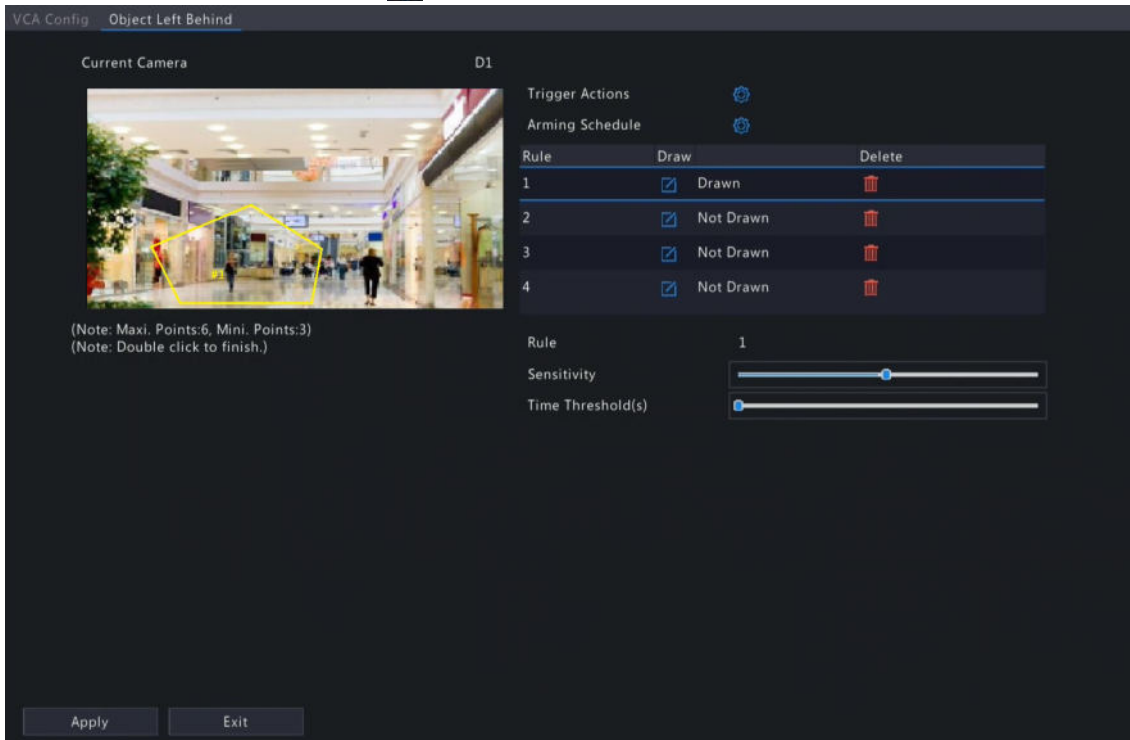 VCA Config Object Left Behind
Current Camera D1
Trigger Actions
Arming Schedule
Rule Draw Delete
1 Drawn
2 Not Drawn
3 Not Drawn
4 Not Drawn
#1
(Note: Maxi. Points:6, Mini. Points:3)
(Note: Double click to finish.)
Rule 1
Sensitivity
Time Threshold(s)
Apply Exit